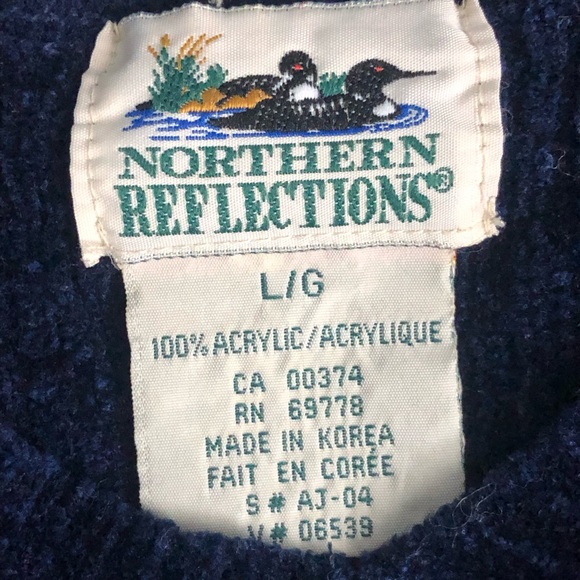 NORTHERN
REFLECTIONS®
L/G
100% ACRYLIC/ACRYLIQUE
CA 00374
RN 69778
MADE IN KOREA
FAIT EN CORÉE
S # AJ-04
V# 06539